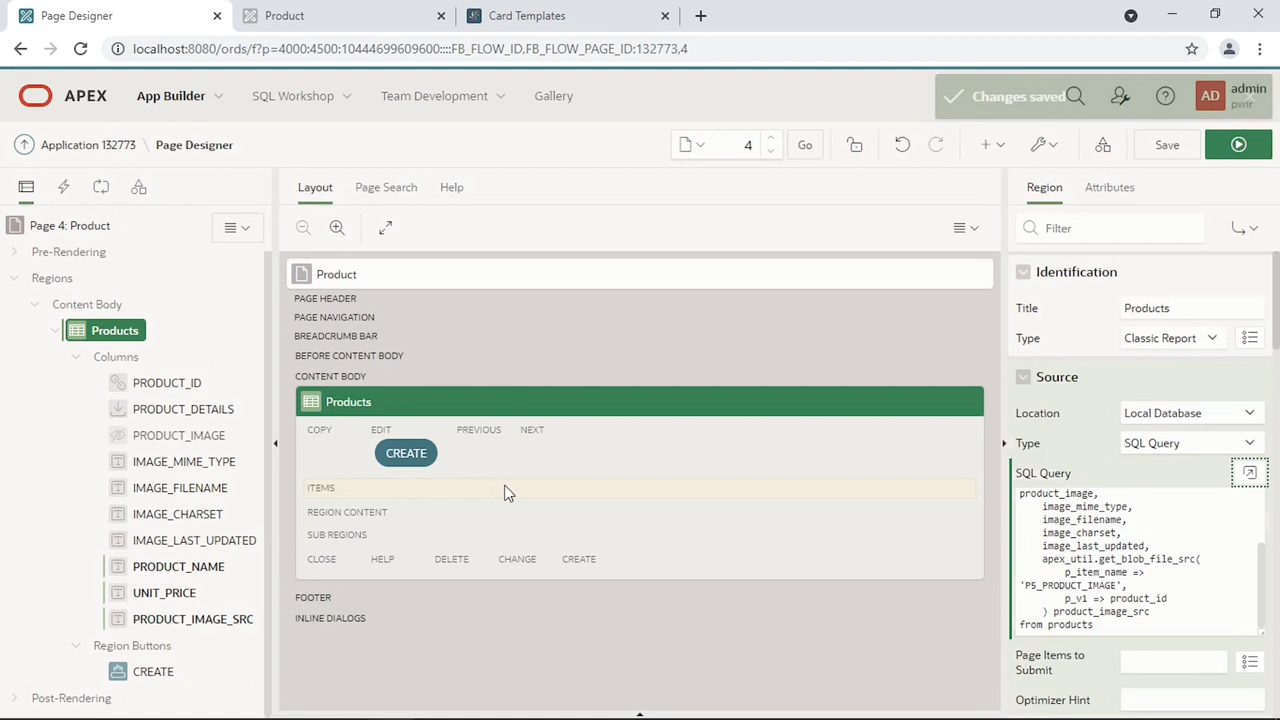 Page Designer
Product
Card Templates
localhost:8080/ords/f?p=4000:4500:10444699609600::::FB_FLOW_ID,FB_FLOW_PAGE_ID:132773,4
APEX
App Builder
SQL Workshop
Team Development
Gallery
Changes saved
AD
admin
pwlr
Application 132773
Page Designer
4
Go
Save
Page 4: Product
Pre-Rendering
Regions
Content Body
Products
Columns
PRODUCT_ID
PRODUCT_DETAILS
PRODUCT_IMAGE
IMAGE_MIME_TYPE
IMAGE_FILENAME
IMAGE_CHARSET
IMAGE_LAST_UPDATED
PRODUCT_NAME
UNIT_PRICE
PRODUCT_IMAGE_SRC
Region Buttons
CREATE
Post-Rendering
Layout
Page Search
Help
Product
PAGE HEADER
PAGE NAVIGATION
BREADCRUMB BAR
BEFORE CONTENT BODY
CONTENT BODY
Products
COPY EDIT PREVIOUS NEXT
CREATE
ITEMS
REGION CONTENT
SUB REGIONS
CLOSE HELP DELETE CHANGE CREATE
FOOTER
INLINE DIALOGS
Region
Attributes
Filter
Identification
Title Products
Type Classic Report
Source
Location Local Database
Type SQL Query
SQL Query
product_image,
image_mime_type,
image_filename,
image_charset,
image_last_updated,
apex_util.get_blob_file_src(
p_item_name =>
'P5_PRODUCT_IMAGE',
p_v1 => product_id
) product_image_src
from products
Page Items to
Submit
Optimizer Hint